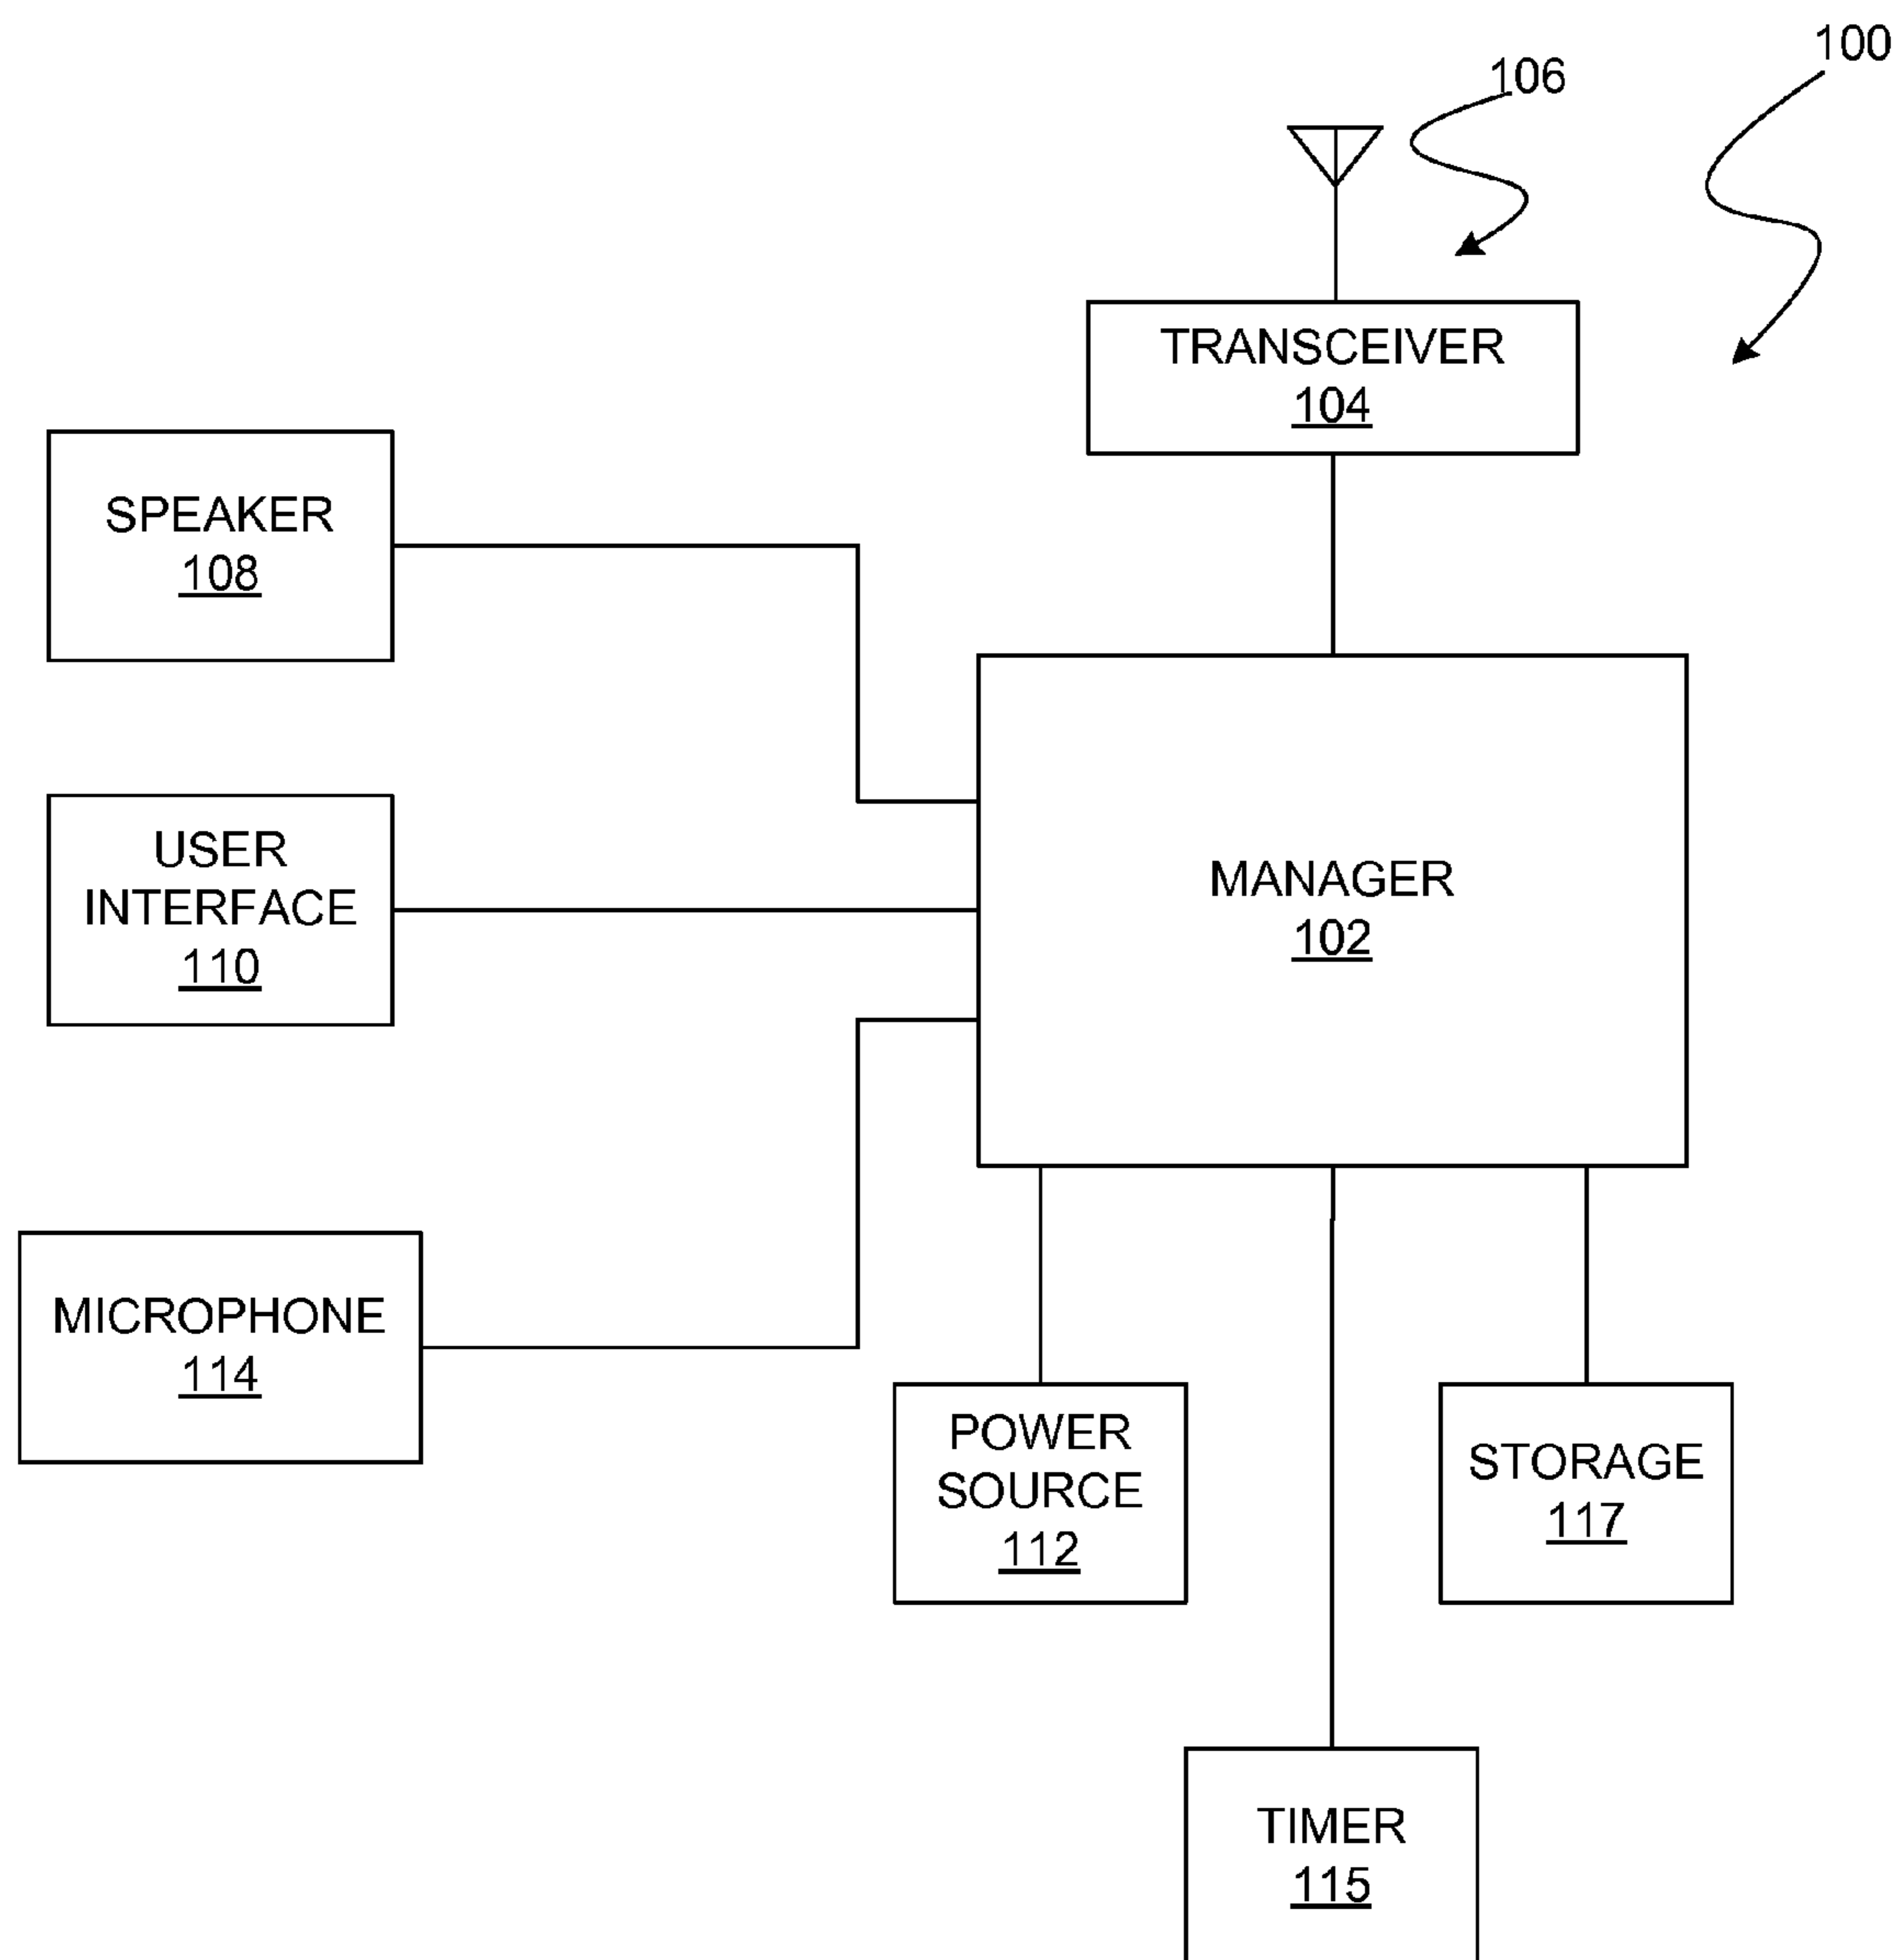 100
106
TRANSCEIVER
104
SPEAKER
108
USER
INTERFACE
110
MANAGER
102
MICROPHONE
114
POWER
SOURCE
112
STORAGE
117
TIMER
115